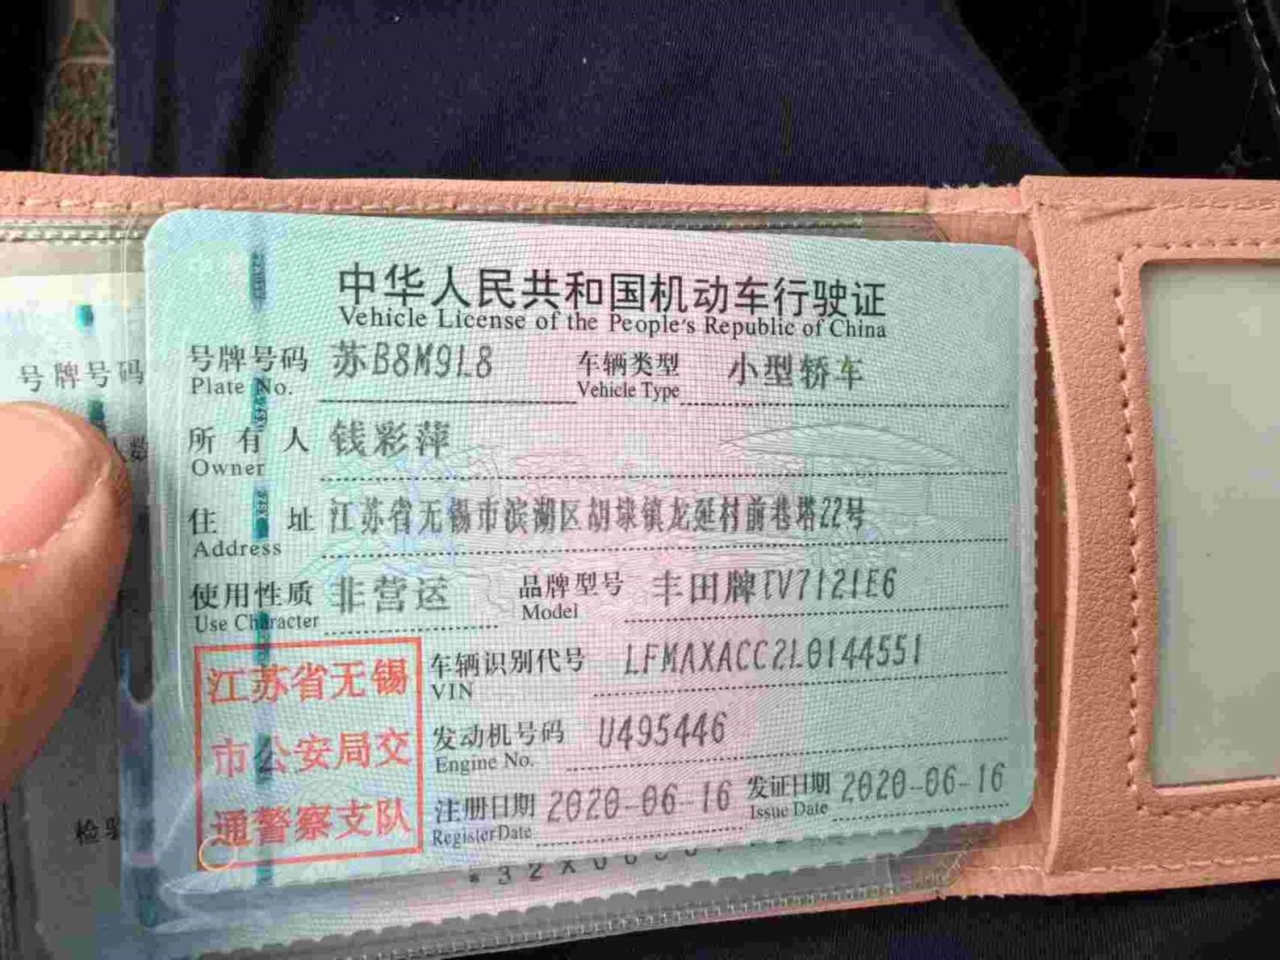 中华人民共和国机动车行驶证
Vehicle License of the People's Republic of China
号牌号码 苏B8M9L8 车辆类型 小型轿车
Plate No. Vehicle Type
所有人 钱彩萍
Owner
住址 江苏省无锡市滨湖区胡埭镇龙延村前巷塔22号
Address
使用性质 非营运 品牌型号 丰田牌TV7121E6
Use Character Model
江苏省无锡
市公安局交
通警察支队
车辆识别代号 LFMAXACC2L0144551
VIN
发动机号码 U495446
Engine No.
注册日期 2020-06-16 发证日期 2020-06-16
Register Date Issue Date
号牌号码
人数
检验